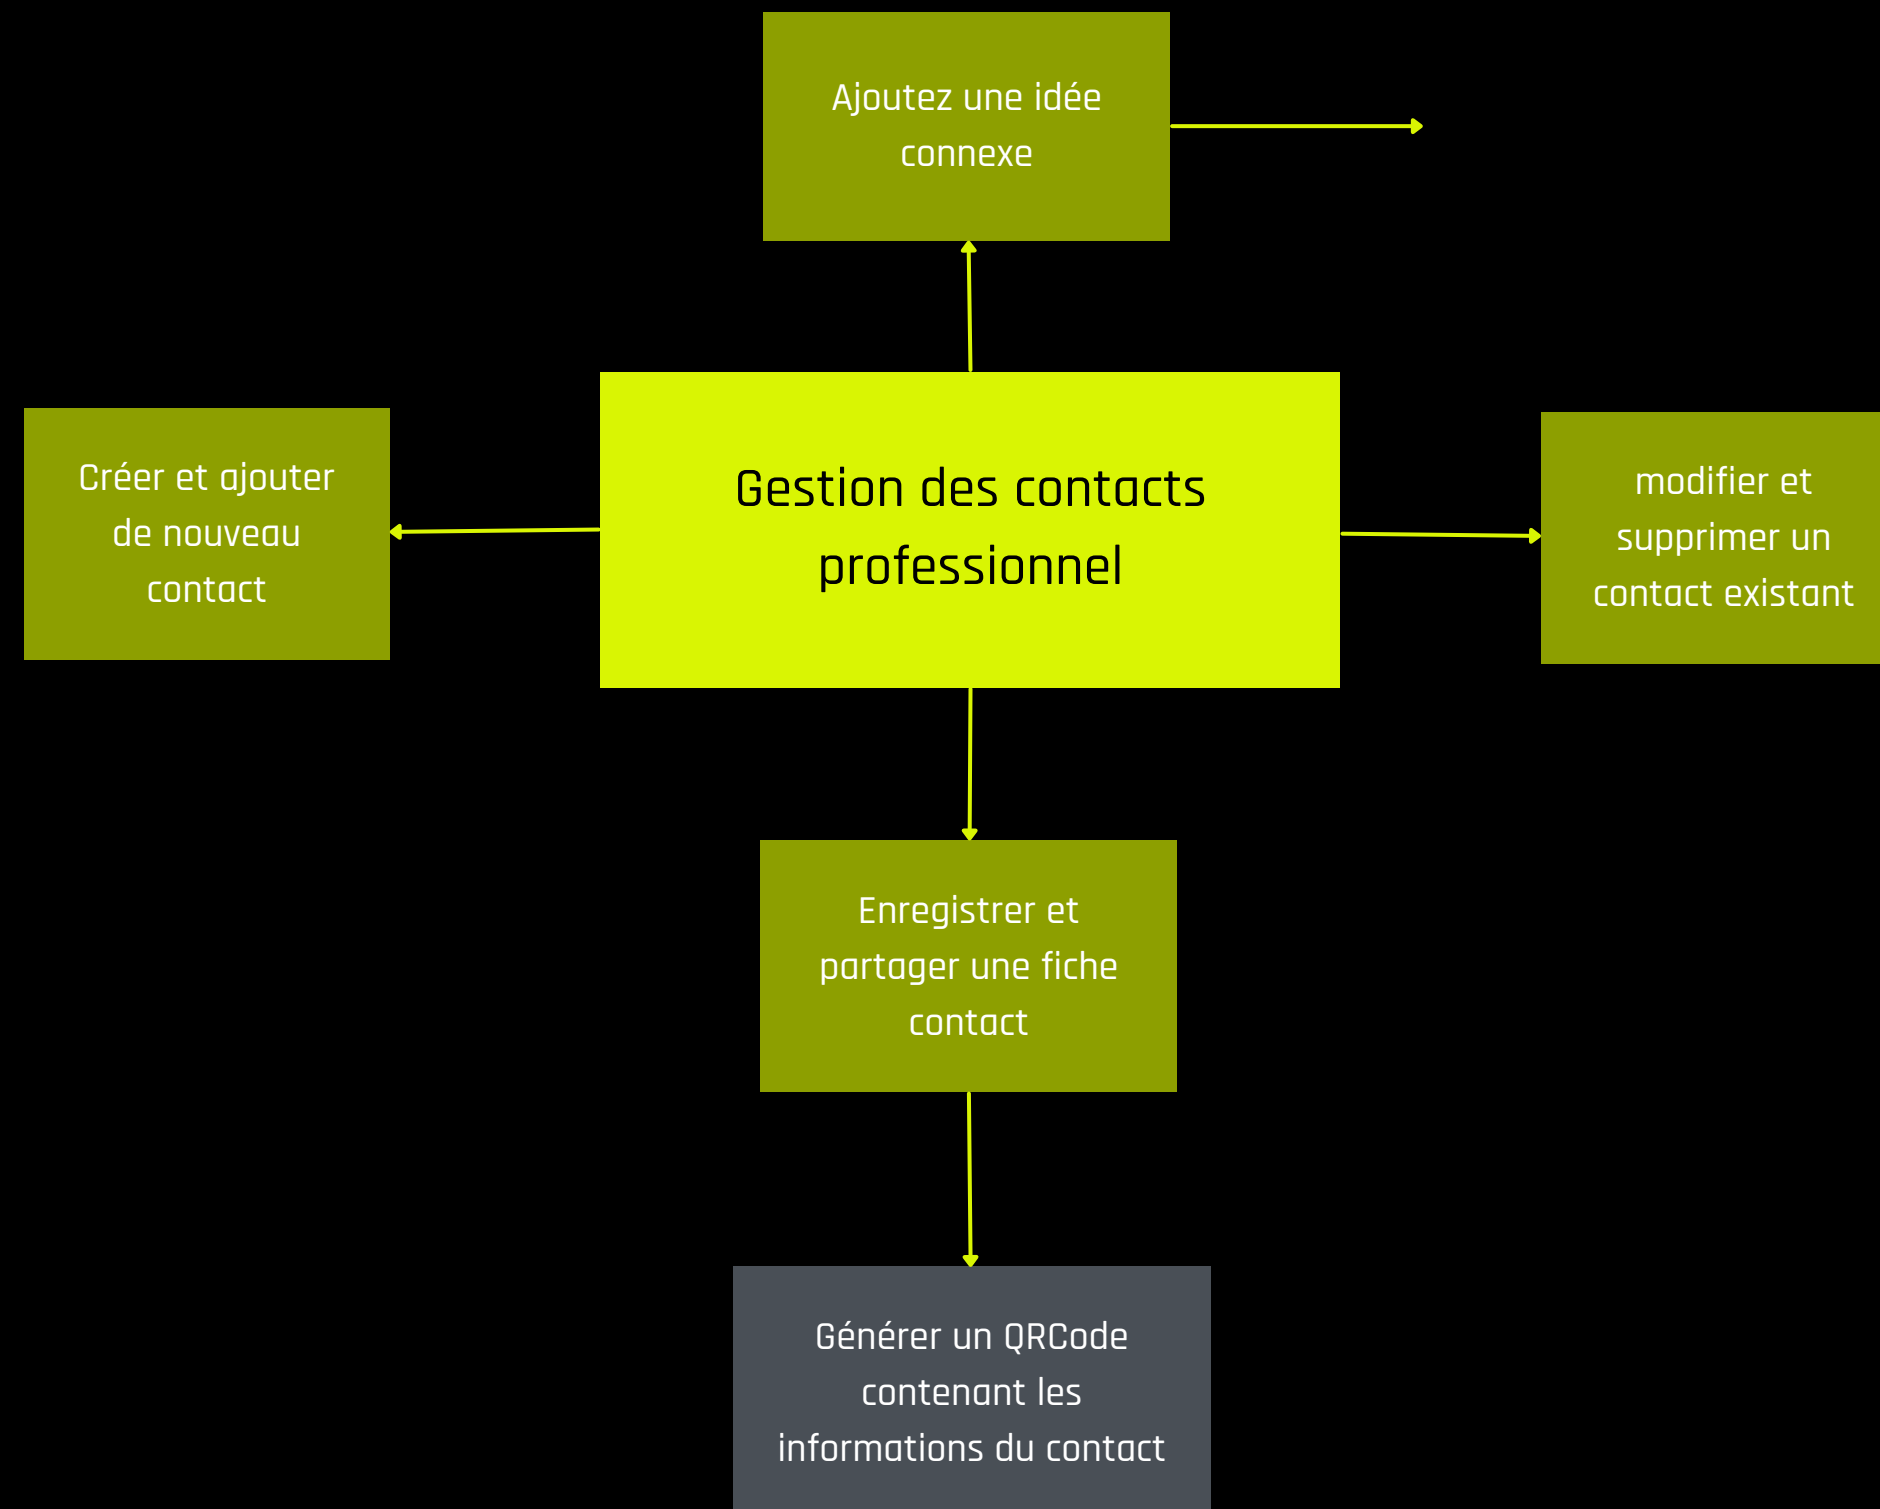 Ajoutez une idée
connexe
Gestion des contacts
professionnel
Créer et ajouter
de nouveau
contact
modifier et
supprimer un
contact existant
Enregistrer et
partager une fiche
contact
Générer un QRCode
contenant les
informations du contact